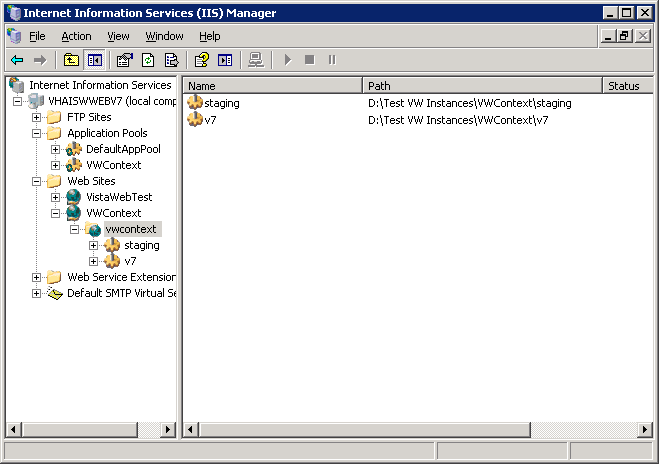 Internet Information Services (IIS) Manager
File Action View Window Help
Internet Information Services
VHAISWWEBV7 (local comp
FTP Sites
Application Pools
DefaultAppPool
VWContext
Web Sites
VistaWebTest
VWContext
vwcontext
staging
v7
Web Service Extension
Default SMTP Virtual Se
Name Path Status
staging D:\Test VW Instances\VWContext\staging
v7 D:\Test VW Instances\VWContext\v7